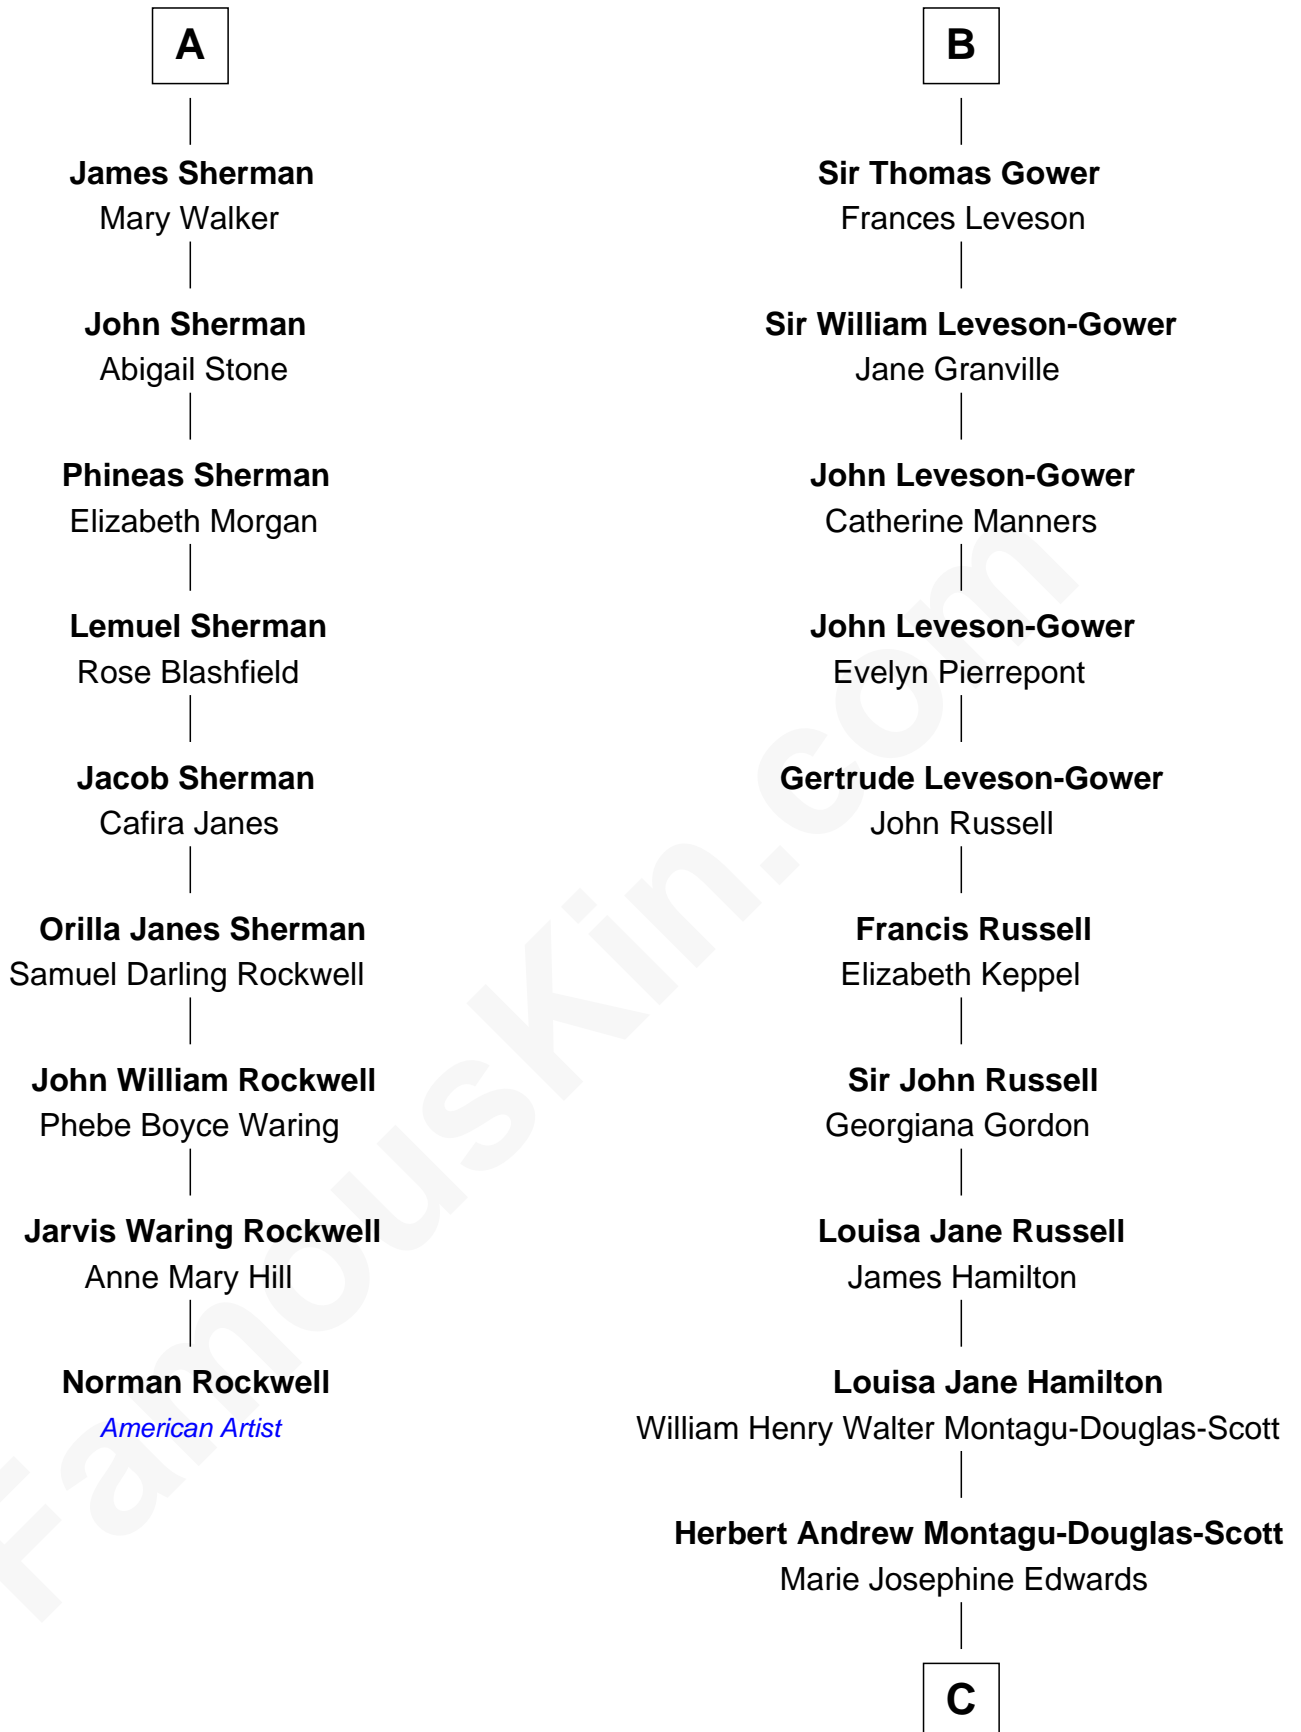 A
James Sherman
Mary Walker
John Sherman
Abigail Stone
Phineas Sherman
Elizabeth Morgan
Lemuel Sherman
Rose Blashfield
Jacob Sherman
Cafira Janes
Orilla Janes Sherman
Samuel Darling Rockwell
John William Rockwell
Phebe Boyce Waring
Jarvis Waring Rockwell
Anne Mary Hill
Norman Rockwell
American Artist
B
Sir Thomas Gower
Frances Leveson
Sir William Leveson-Gower
Jane Granville
John Leveson-Gower
Catherine Manners
John Leveson-Gower
Evelyn Pierrepont
Gertrude Leveson-Gower
John Russell
Francis Russell
Elizabeth Keppel
Sir John Russell
Georgiana Gordon
Louisa Jane Russell
James Hamilton
Louisa Jane Hamilton
William Henry Walter Montagu-Douglas-Scott
Herbert Andrew Montagu-Douglas-Scott
Marie Josephine Edwards
C
FamousKin.com